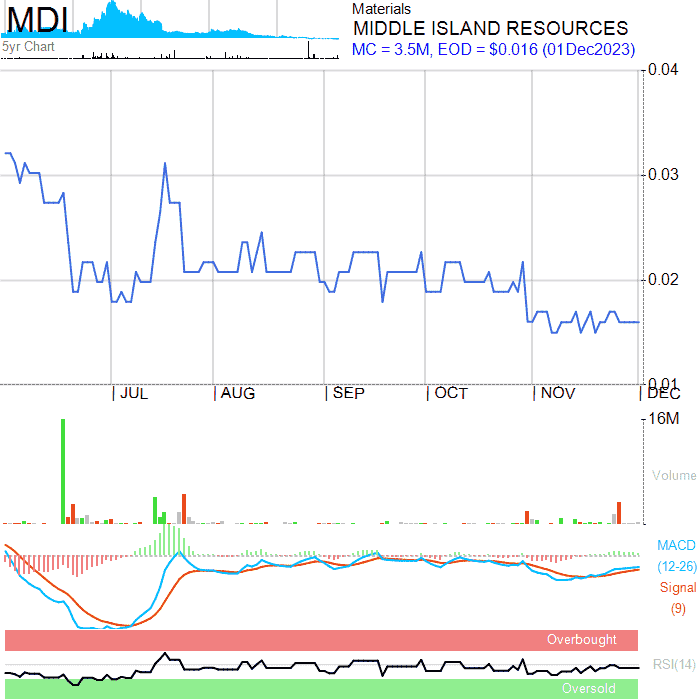 MDI
5yr Chart
Materials
MIDDLE ISLAND RESOURCES
MC = 3.5M, EOD = $0.016 (01Dec2023)
0.04
0.03
0.02
0.01
JUL
AUG
SEP
OCT
NOV
DEC
16M
Volume
MACD
(12-26)
Signal
(9)
Overbought
RSI(14)
Oversold